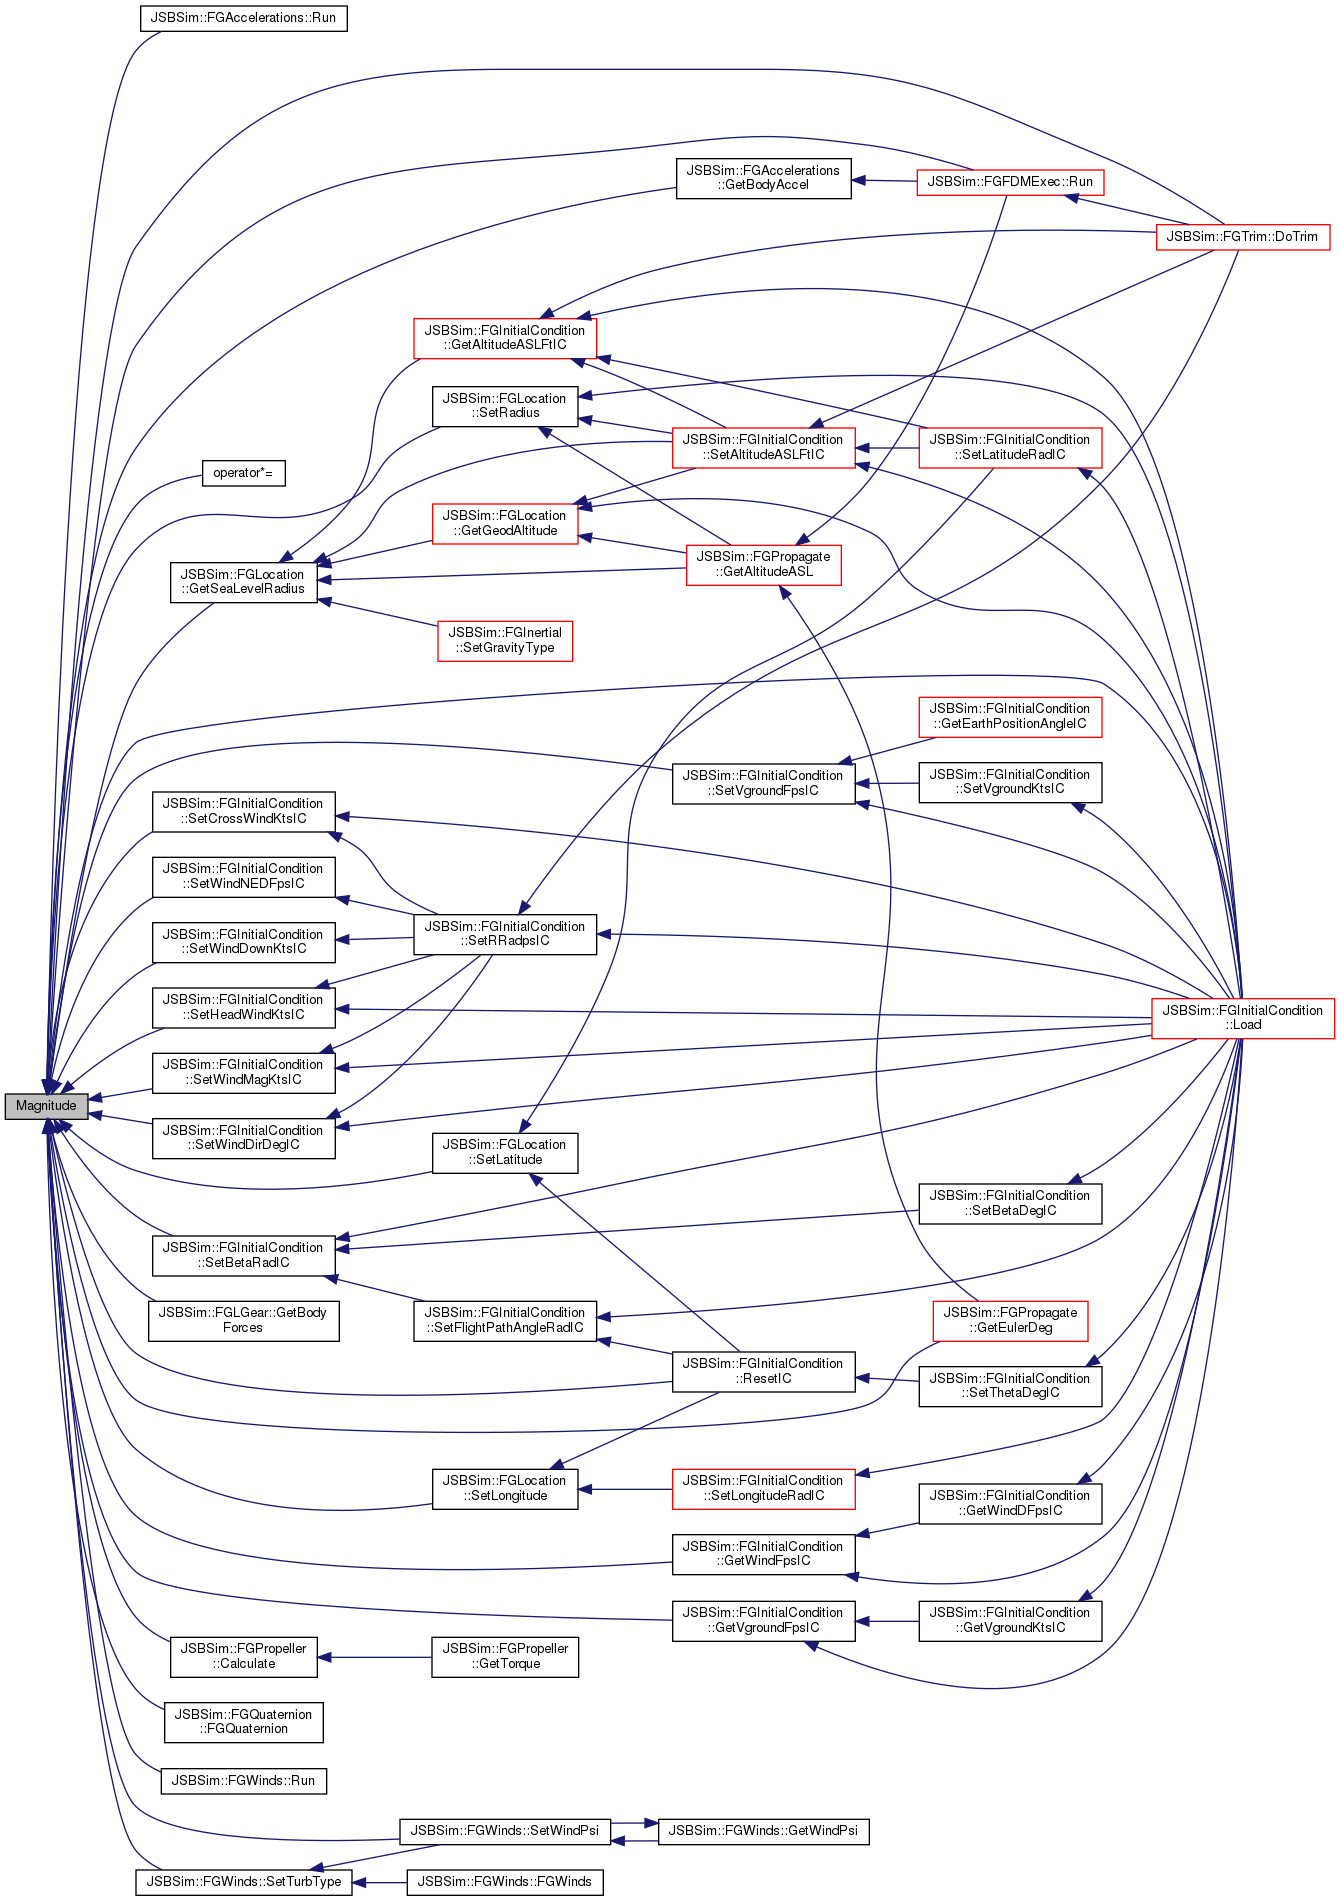 JSBSim::FGAccelerations::Run
JSBSim::FGAccelerations
::GetBodyAccel
JSBSim::FGFDMExec::Run
JSBSim::FGTrim::DoTrim
JSBSim::FGInitialCondition
::GetAltitudeASLFtIC
JSBSim::FGLocation
::SetRadius
JSBSim::FGInitialCondition
::SetAltitudeASLFtIC
JSBSim::FGInitialCondition
::SetLatitudeRadIC
operator*=
JSBSim::FGLocation
::GetGeodAltitude
JSBSim::FGPropagate
::GetAltitudeASL
JSBSim::FGLocation
::GetSeaLevelRadius
JSBSim::FGInertial
::SetGravityType
JSBSim::FGInitialCondition
::GetEarthPositionAngleIC
JSBSim::FGInitialCondition
::SetVgroundFpsIC
JSBSim::FGInitialCondition
::SetVgroundKtsIC
JSBSim::FGInitialCondition
::SetCrossWindKtsIC
JSBSim::FGInitialCondition
::SetWindNEDFpsIC
JSBSim::FGInitialCondition
::SetRRadpsIC
JSBSim::FGInitialCondition
::SetWindDownKtsIC
JSBSim::FGInitialCondition
::SetHeadWindKtsIC
JSBSim::FGInitialCondition
::Load
JSBSim::FGInitialCondition
::SetWindMagKtsIC
Magnitude
JSBSim::FGInitialCondition
::SetWindDirDegIC
JSBSim::FGLocation
::SetLatitude
JSBSim::FGInitialCondition
::SetBetaDegIC
JSBSim::FGInitialCondition
::SetBetaRadIC
JSBSim::FGLGear::GetBody
Forces
JSBSim::FGInitialCondition
::SetFlightPathAngleRadIC
JSBSim::FGPropagate
::GetEulerDeg
JSBSim::FGInitialCondition
::ResetIC
JSBSim::FGInitialCondition
::SetThetaDegIC
JSBSim::FGLocation
::SetLongitude
JSBSim::FGInitialCondition
::SetLongitudeRadIC
JSBSim::FGInitialCondition
::GetWindDFpsIC
JSBSim::FGInitialCondition
::GetWindFpsIC
JSBSim::FGInitialCondition
::GetVgroundFpsIC
JSBSim::FGInitialCondition
::GetVgroundKtsIC
JSBSim::FGPropeller
::Calculate
JSBSim::FGPropeller
::GetTorque
JSBSim::FGQuaternion
::FGQuaternion
JSBSim::FGWinds::Run
JSBSim::FGWinds::SetWindPsi
JSBSim::FGWinds::GetWindPsi
JSBSim::FGWinds::SetTurbType
JSBSim::FGWinds::FGWinds